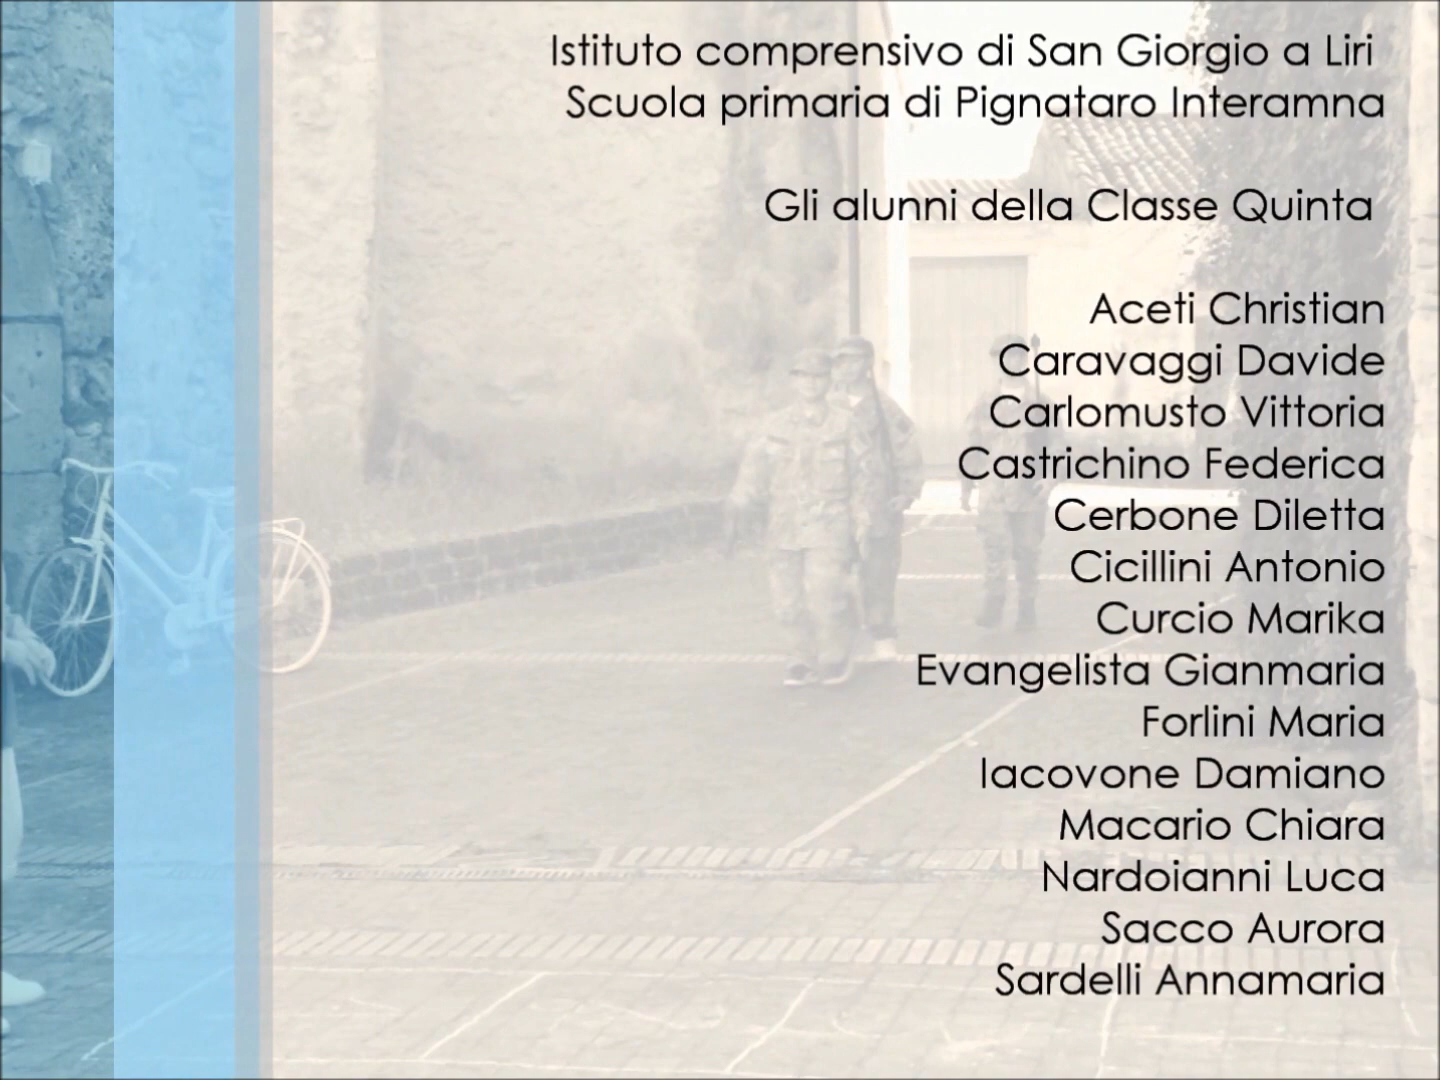 Istituto comprensivo di San Giorgio a Liri
Scuola primaria di Pignataro Interamna
Gli alunni della Classe Quinta
Aceti Christian
Caravaggi Davide
Carlomusto Vittoria
Castrichino Federica
Cerbone Diletta
Cicillini Antonio
Curcio Marika
Evangelista Gianmaria
Forlini Maria
Iacovone Damiano
Macario Chiara
Nardoianni Luca
Sacco Aurora
Sardelli Annamaria